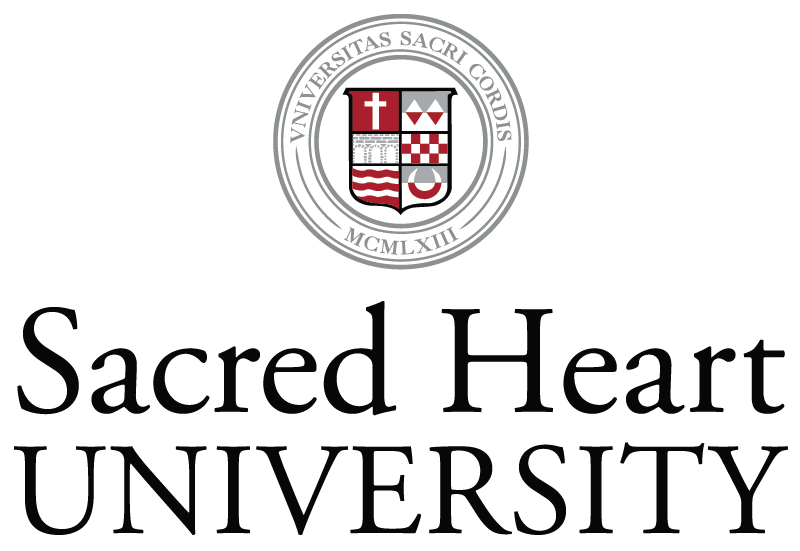 VNIVERSITAS SACRI CORDIS
MCMLXIII
Sacred Heart
UNIVERSITY